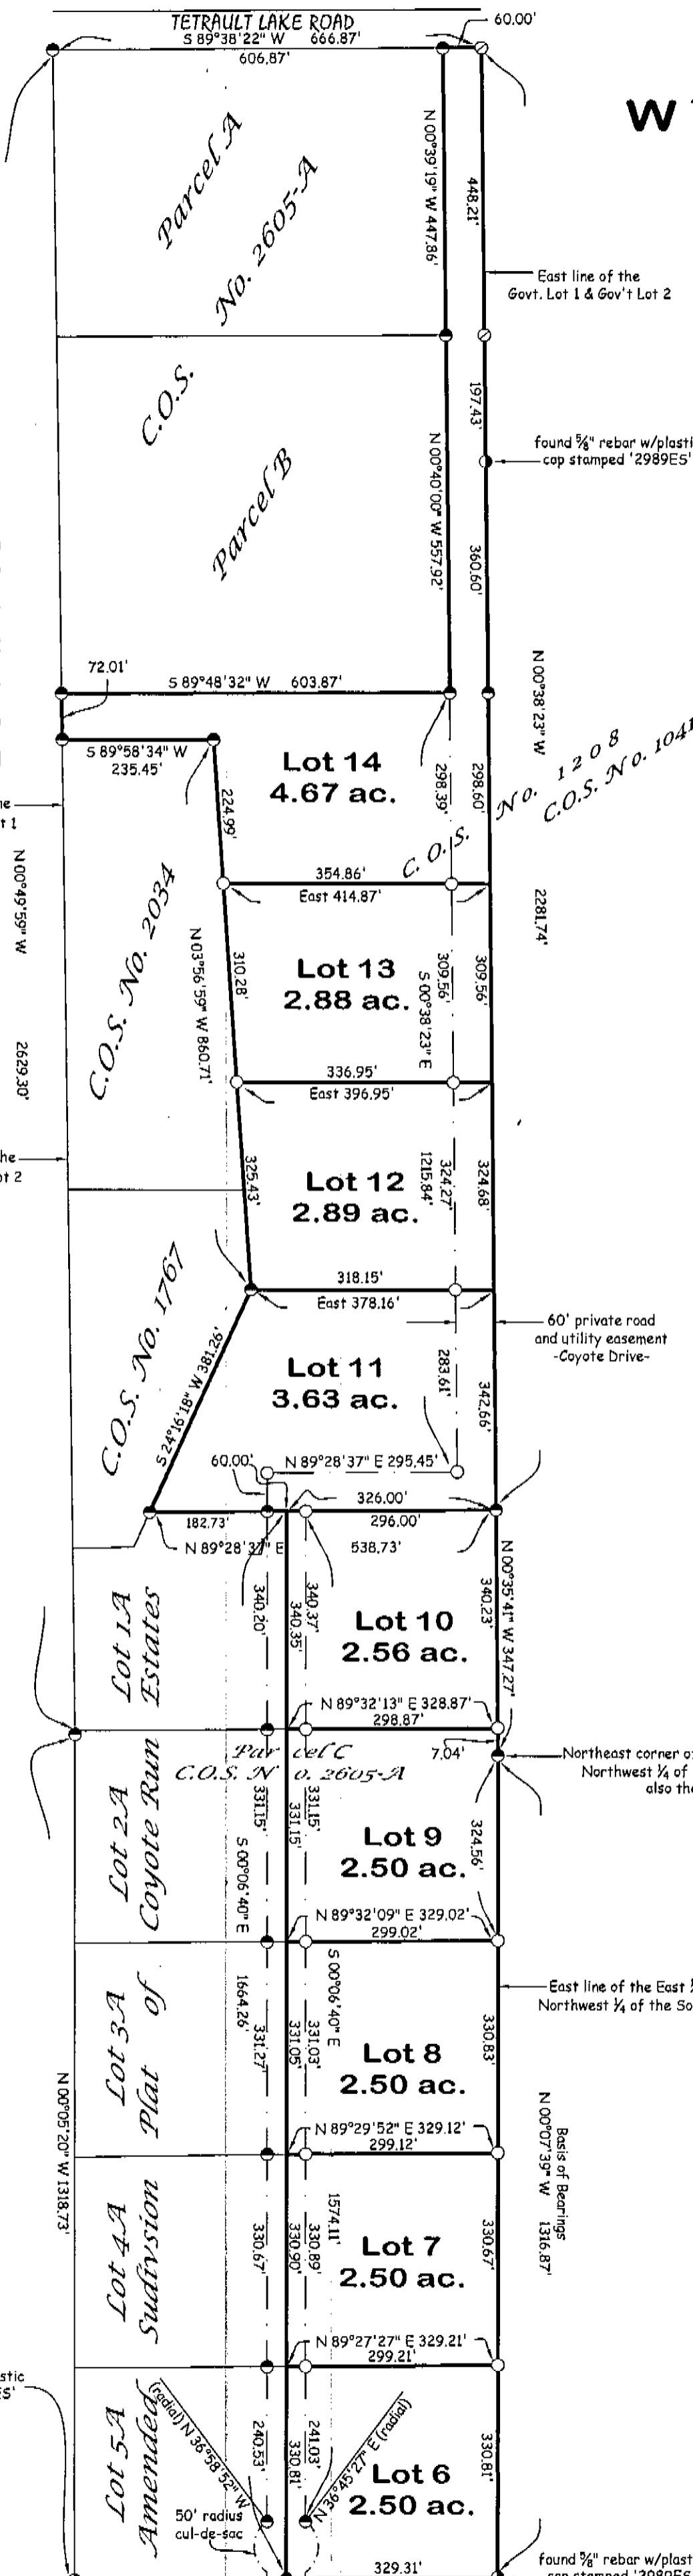 TETRAULT LAKE ROAD
S 89°38'22" W 666.87'
606.87'
60.00'
W
Parcel A
No. 2605-A
N 00°39'19" W 447.86'
448.21'
East line of the
Govt. Lot 1 & Gov't Lot 2
C.O.S.
Parcel B
N 00°40'00" W 557.92'
197.43'
found 5/8" rebar w/plasti
cap stamped '2989ES'
360.60'
72.01'
S 89°48'32" W 603.87'
N 00°38'23" W
S 89°58'34" W
235.45'
Lot 14
4.67 ac.
298.39'
298.60'
C.O.S. No. 1208
C.O.S. No. 1041
224.99'
354.86'
East 414.87'
2281.74'
N 00°49'59" W
2629.30'
C.O.S. No. 2034
N 03°56'59" W 860.71'
310.28'
Lot 13
2.88 ac.
309.56'
S 00°38'23" E
309.56'
336.95'
East 396.95'
he
ot 2
325.43'
Lot 12
2.89 ac.
1215.84'
324.27'
324.68'
318.15'
East 378.16'
60' private road
and utility easement
-Coyote Drive-
C.O.S. No. 1767
S 24°16'18" W 381.26'
Lot 11
3.63 ac.
283.61'
342.66'
60.00'
N 89°28'37" E 295.45'
326.00'
182.73'
296.00'
N 89°28'37" E
538.73'
N 00°35'41" W 347.27'
Lot 1A
Estates
340.20'
340.35'
340.37'
Lot 10
2.56 ac.
340.23'
N 89°32'13" E 328.87'
298.87'
Parcel C
C.O.S. No. 2605-A
7.04'
Northeast corner o
Northwest 1/4 of
also the
Lot 2A
Coyote Run
331.15'
331.15'
331.15'
S 00°06'40" E
Lot 9
2.50 ac.
324.56'
N 89°32'09" E 329.02'
299.02'
Lot 3A
Plat of
1664.26'
331.27'
331.05'
331.03'
S 00°06'40" E
Lot 8
2.50 ac.
330.83'
East line of the East
Northwest 1/4 of the So
N 89°29'52" E 329.12'
299.12'
N 00°05'20" W 1318.73'
Basis of Bearings
N 00°07'39" W 1316.87'
Lot 4A
Sudivsion
330.67'
330.90'
330.89'
1574.11'
Lot 7
2.50 ac.
330.67'
N 89°27'27" E 329.21'
299.21'
stic
ES'
Lot 5A
Amended
(radial) N 36°58'52" W
240.53'
330.81'
241.03'
N 36°45'27" E (radial)
Lot 6
2.50 ac.
330.81'
50' radius
cul-de-sac
329.31'
found 5/8" rebar w/plast